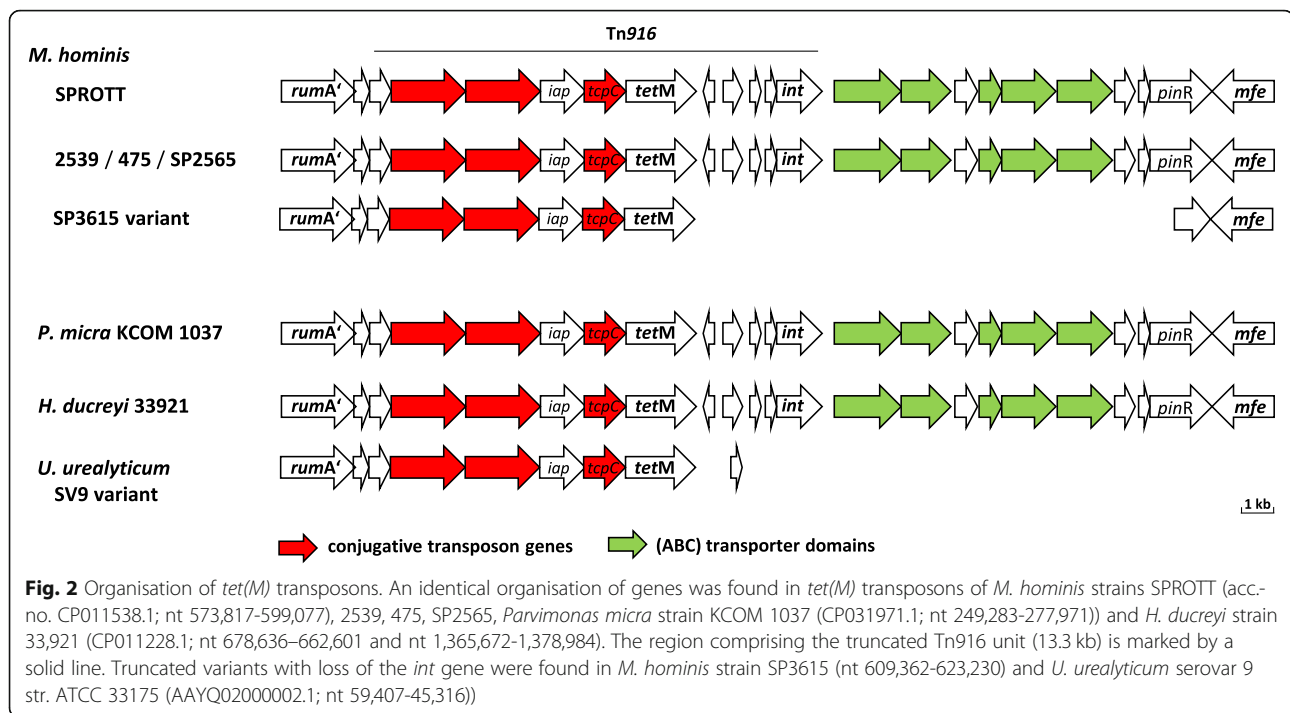 Tn916
M. hominis
SPROTT
rumA‘ iap tcpC tetM int pinR mfe
2539 / 475 / SP2565
rumA‘ iap tcpC tetM int pinR mfe
SP3615 variant
rumA‘ iap tcpC tetM mfe
P. micra KCOM 1037
rumA‘ iap tcpC tetM int pinR mfe
H. ducreyi 33921
rumA‘ iap tcpC tetM int pinR mfe
U. urealyticum
SV9 variant
rumA‘ iap tcpC tetM
1 kb
conjugative transposon genes (ABC) transporter domains
Fig. 2 Organisation of tet(M) transposons. An identical organisation of genes was found in tet(M) transposons of M. hominis strains SPROTT (acc.-
no. CP011538.1; nt 573,817-599,077), 2539, 475, SP2565, Parvimonas micra strain KCOM 1037 (CP031971.1; nt 249,283-277,971)) and H. ducreyi strain
33,921 (CP011228.1; nt 678,636–662,601 and nt 1,365,672-1,378,984). The region comprising the truncated Tn916 unit (13.3 kb) is marked by a
solid line. Truncated variants with loss of the int gene were found in M. hominis strain SP3615 (nt 609,362-623,230) and U. urealyticum serovar 9
str. ATCC 33175 (AAYQ02000002.1; nt 59,407-45,316))